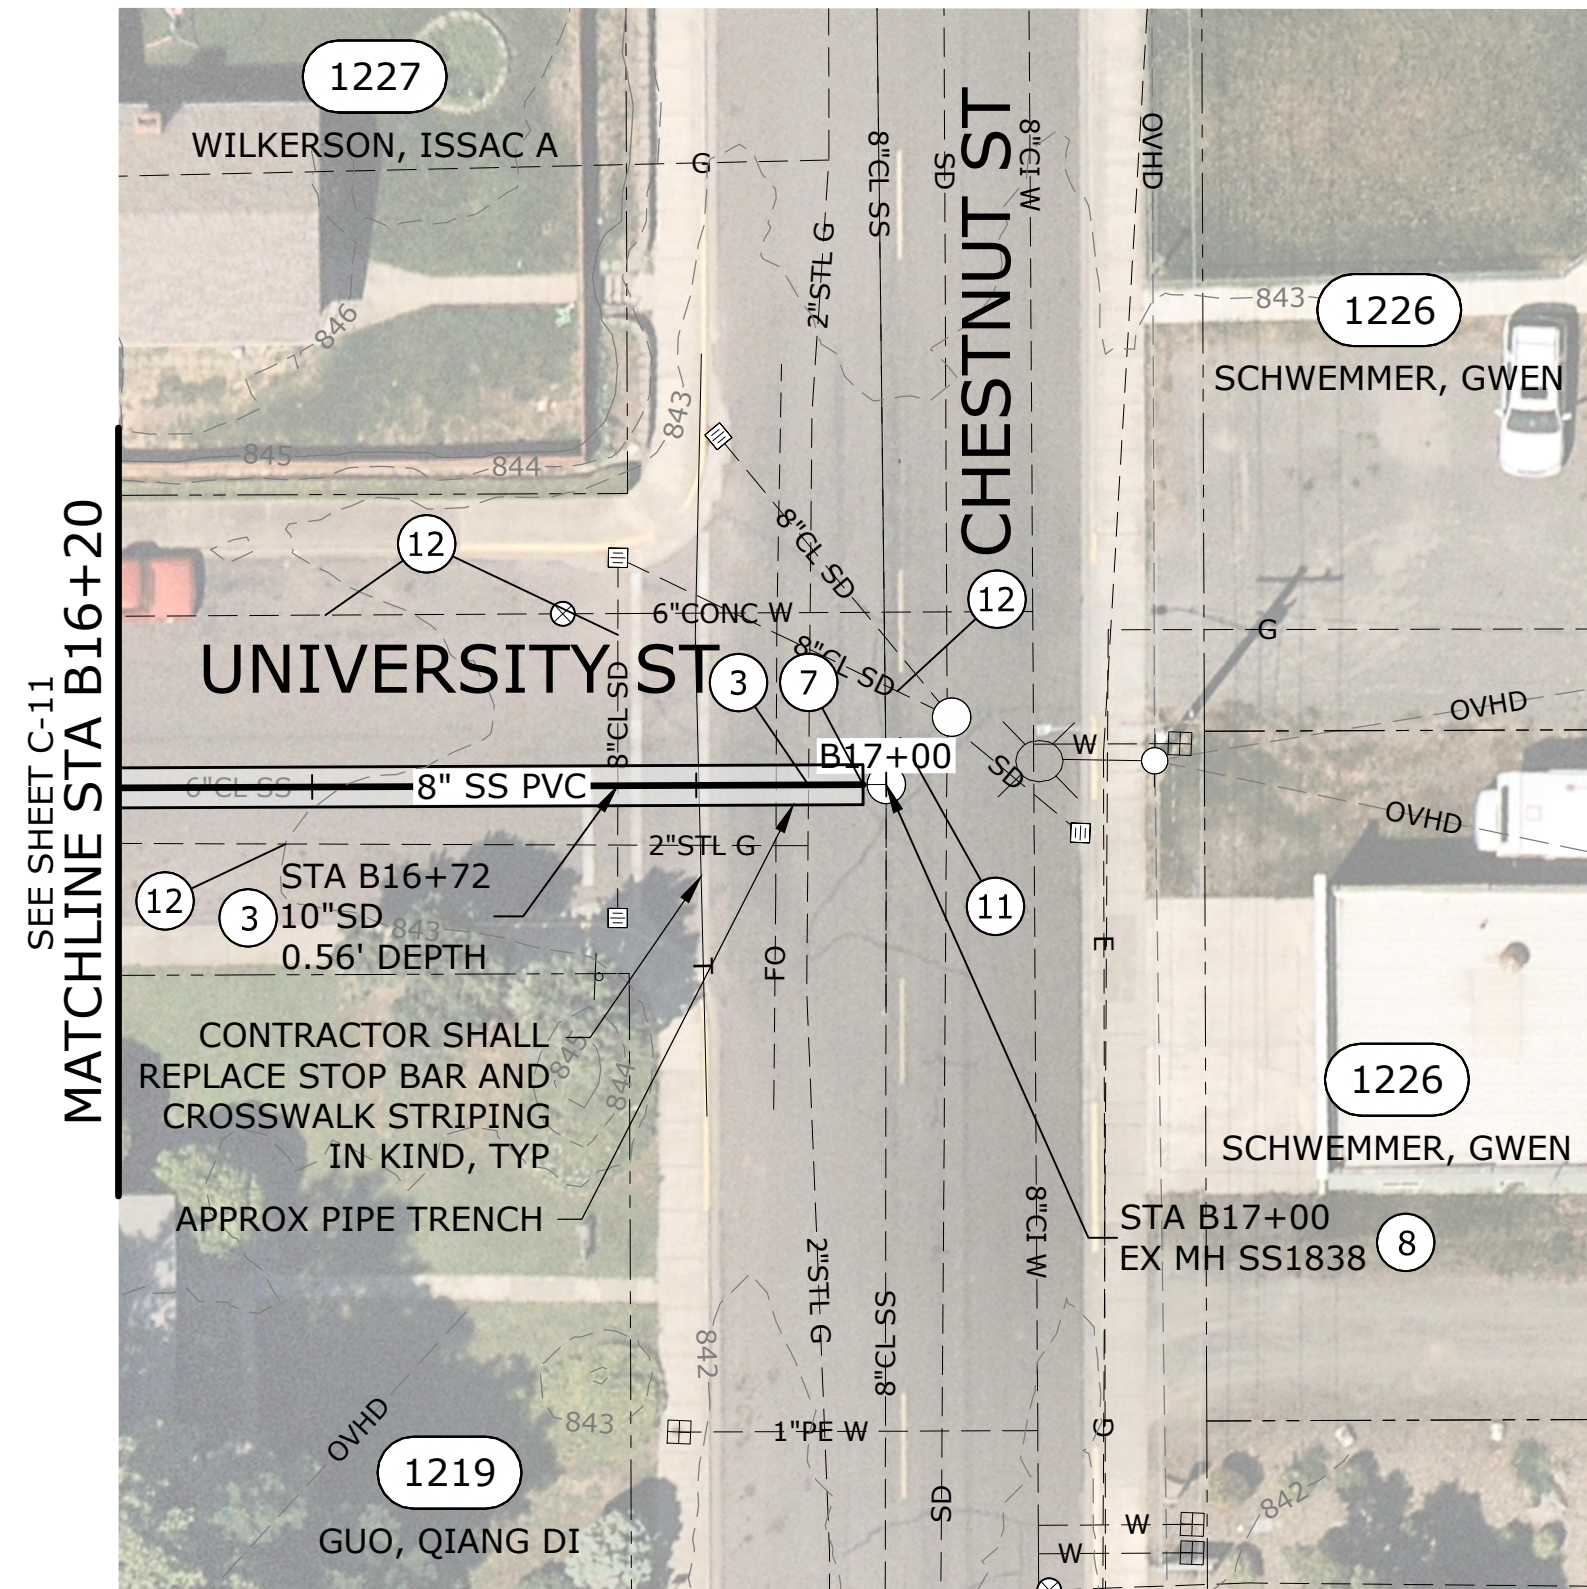 1227
WILKERSON, ISSAC A
G
8"CL SS
SD
CHESTNUT ST
8"CI W
OVHD
2"STL G
846
843
1226
SCHWEMMER, GWEN
843
845
844
SEE SHEET C-11
MATCHLINE STA B16+20
12
8"CL SD
12
6"CONC W
8"CL SD
G
UNIVERSITY ST
8"CL SD
3
7
OVHD
B17+00
W
SD
6"CL SS
8" SS PVC
OVHD
2"STL G
12
3
STA B16+72
10"SD
0.56' DEPTH
843
11
E
T
FO
CONTRACTOR SHALL
REPLACE STOP BAR AND
CROSSWALK STRIPING
IN KIND, TYP
845
844
1226
SCHWEMMER, GWEN
APPROX PIPE TRENCH
8"CI W
STA B17+00
EX MH SS1838
8
2"STL G
8"CL SS
842
843
OVHD
1"PE W
G
1219
GUO, QIANG DI
SD
842
W
W